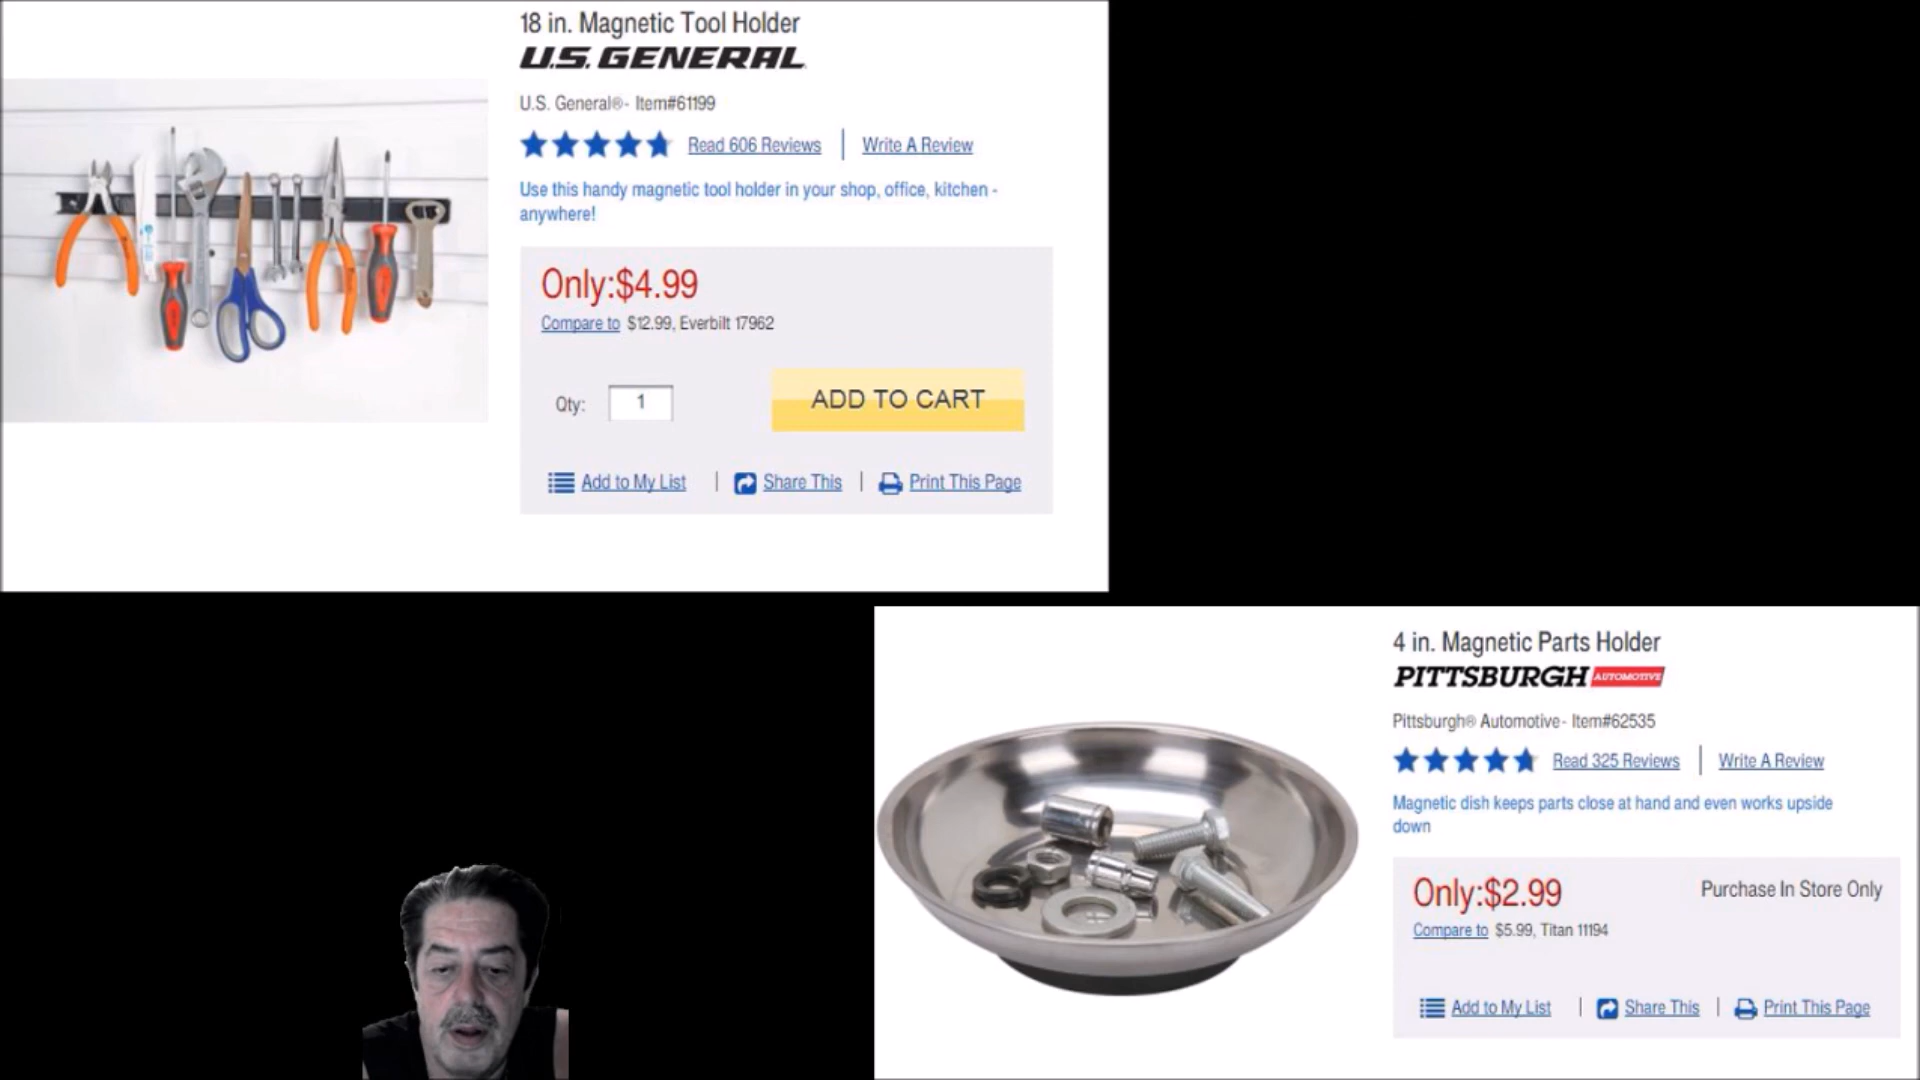 18 in. Magnetic Tool Holder
U.S. GENERAL
U.S. General®- Item#61199
Read 606 Reviews | Write A Review
Use this handy magnetic tool holder in your shop, office, kitchen -
anywhere!
Only:$4.99
Compare to $12.99, Everbilt 17962
Qty: 1 ADD TO CART
Add to My List | Share This | Print This Page
4 in. Magnetic Parts Holder
PITTSBURGH AUTOMOTIVE
Pittsburgh® Automotive- Item#62535
Read 325 Reviews | Write A Review
Magnetic dish keeps parts close at hand and even works upside
down
Only:$2.99 Purchase In Store Only
Compare to $5.99, Titan 11194
Add to My List | Share This | Print This Page